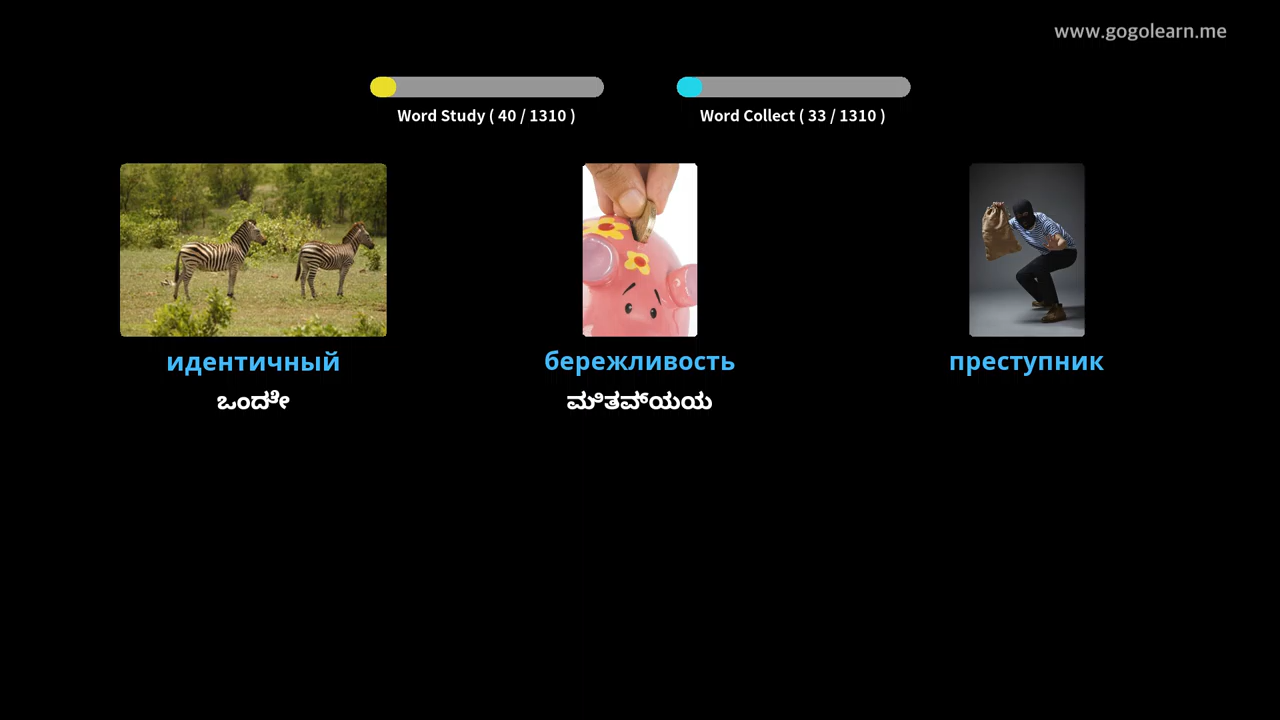 www.gogolearn.me
Word Study ( 40 / 1310 )
Word Collect ( 33 / 1310 )
идентичный
бережливость
преступник
ಒಂದೇ
ಮಿತವ್ಯಯ